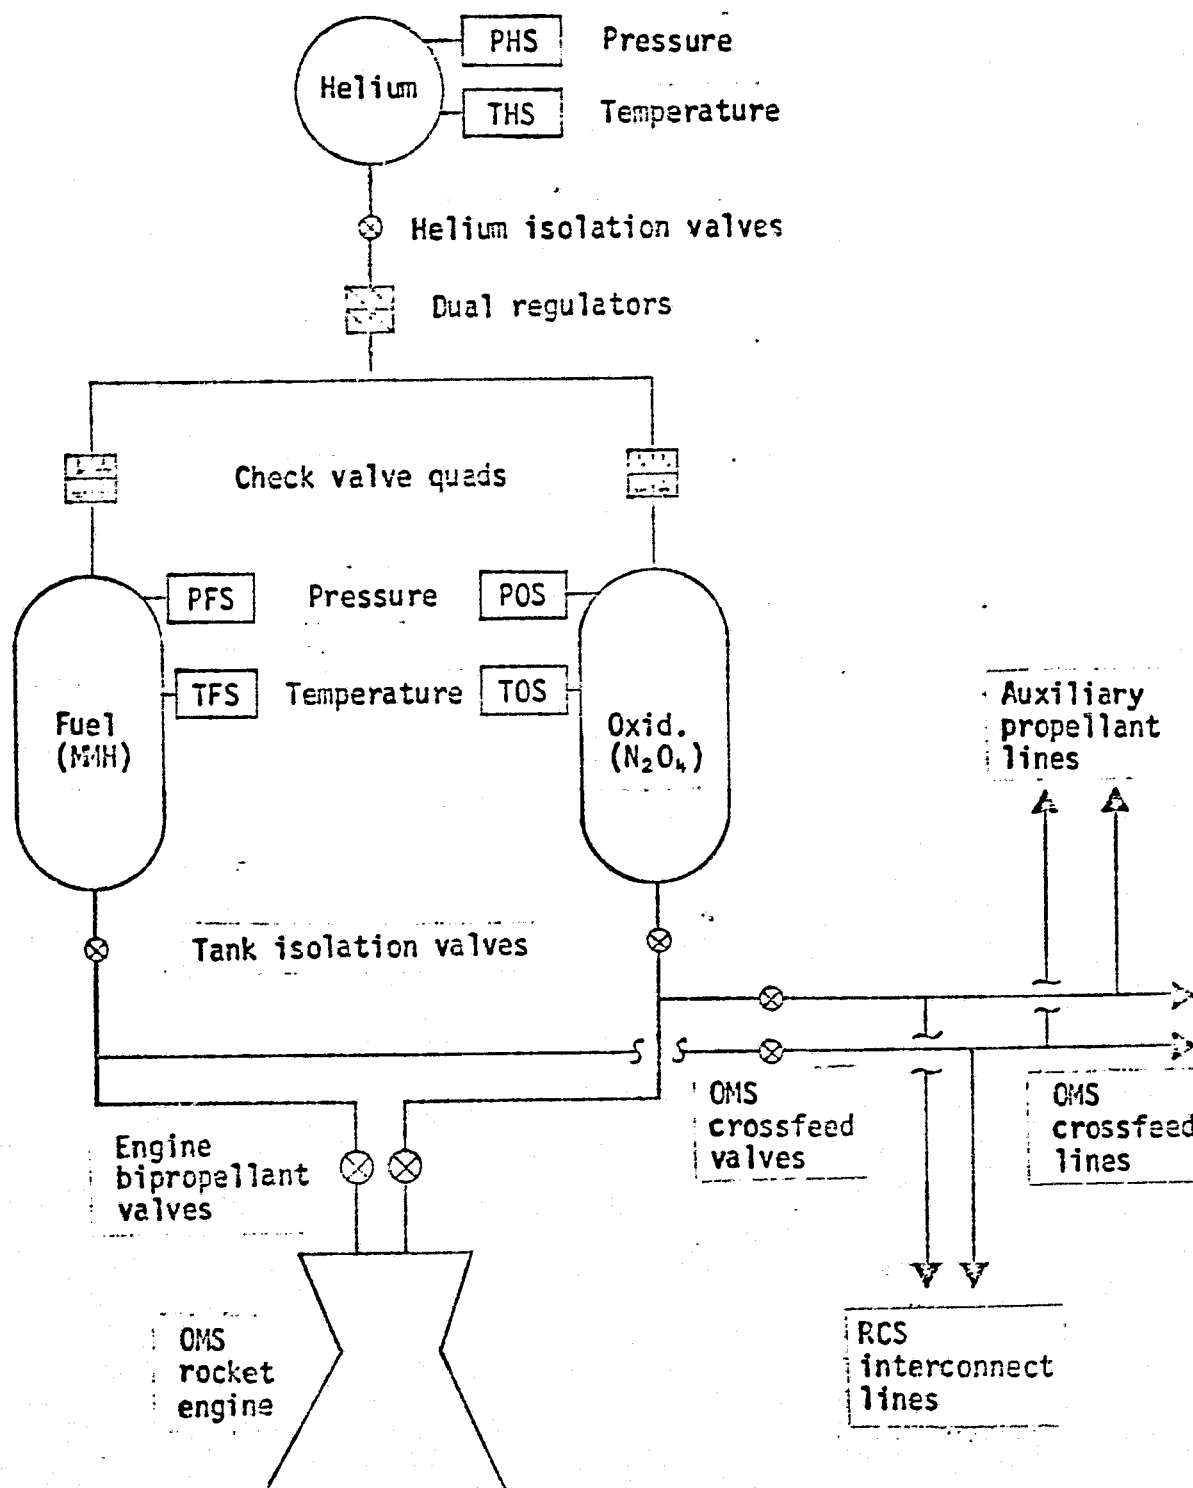 PHS Pressure
Helium
THS Temperature
Helium isolation valves
Dual regulators
Check valve quads
PFS Pressure POS
TFS Temperature TOS
Fuel
(MMH)
Oxid.
(N₂O₄)
Auxiliary
propellant
lines
Tank isolation valves
OMS
crossfeed
valves
OMS
crossfeed
lines
Engine
bipropellant
valves
OMS
rocket
engine
RCS
interconnect
lines